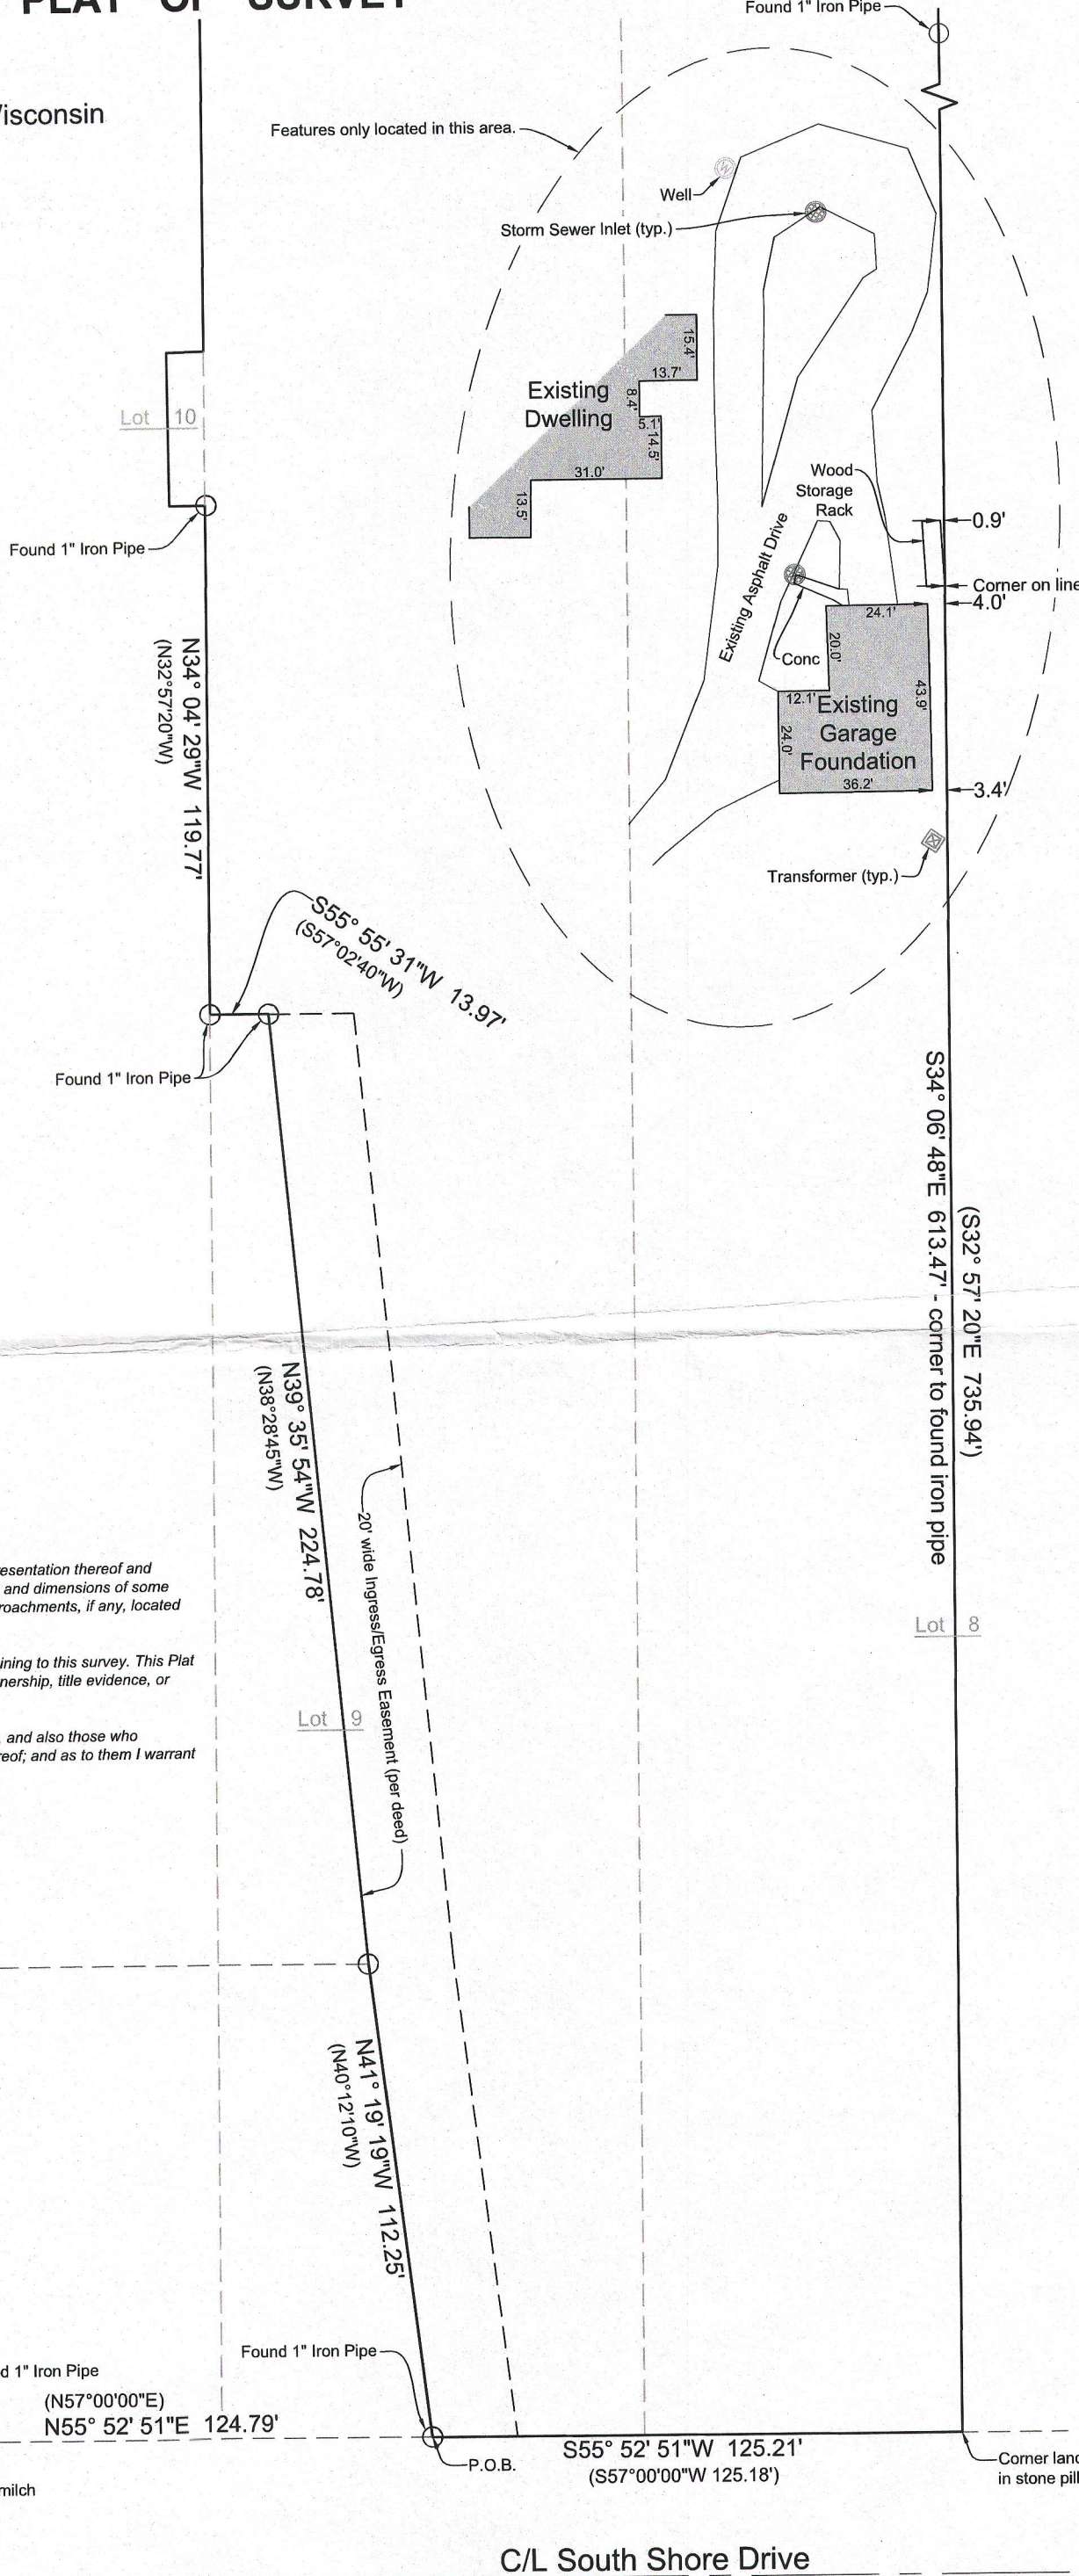 PLAT OF SURVEY
Found 1" Iron Pipe
isconsin
Features only located in this area.
Well
W
Storm Sewer Inlet (typ.)
15.4'
13.7'
8.4'
5.1'
14.5'
31.0'
13.5'
Existing
Dwelling
Lot 10
Wood
Storage
Rack
0.9'
Found 1" Iron Pipe
Existing Asphalt Drive
Corner on line
4.0'
24.1'
20.0'
Conc
43.9'
12.1'
Existing
Garage
Foundation
24.0'
36.2'
3.4'
N34° 04' 29"W 119.77'
(N32°57'20"W)
Transformer (typ.)
S55° 55' 31"W 13.97'
(S57°02'40"W)
Found 1" Iron Pipe
(S32° 57' 20"E 735.94')
S34° 06' 48"E 613.47' - corner to found iron pipe
N39° 35' 54"W 224.78'
(N38°28'45"W)
20' wide Ingress/Egress Easement (per deed)
esentation thereof and
and dimensions of some
roachments, if any, located
Lot 8
ining to this survey. This Plat
nership, title evidence, or
Lot 9
, and also those who
reof; and as to them I warrant
N41° 19' 19"W 112.25'
(N40°12'10"W)
Found 1" Iron Pipe
d 1" Iron Pipe
(N57°00'00"E)
N55° 52' 51"E 124.79'
S55° 52' 51"W 125.21'
(S57°00'00"W 125.18')
P.O.B.
Corner land
in stone pill
milch
C/L South Shore Drive